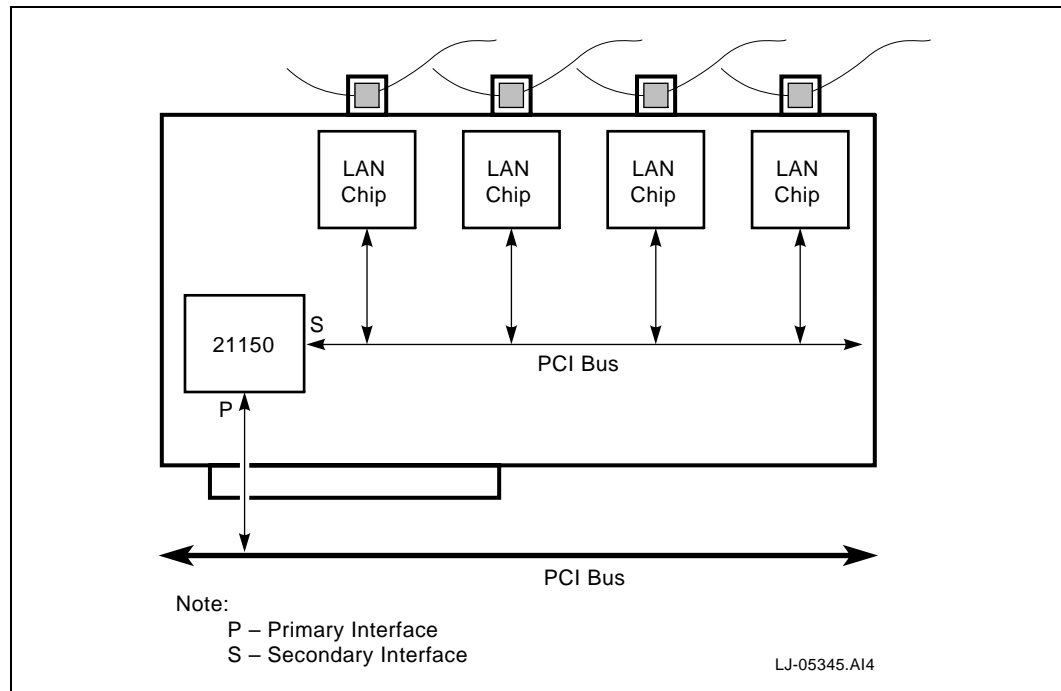 LAN
Chip
LAN
Chip
LAN
Chip
LAN
Chip
21150
S
PCI Bus
P
PCI Bus
Note:
P – Primary Interface
S – Secondary Interface
LJ-05345.AI4